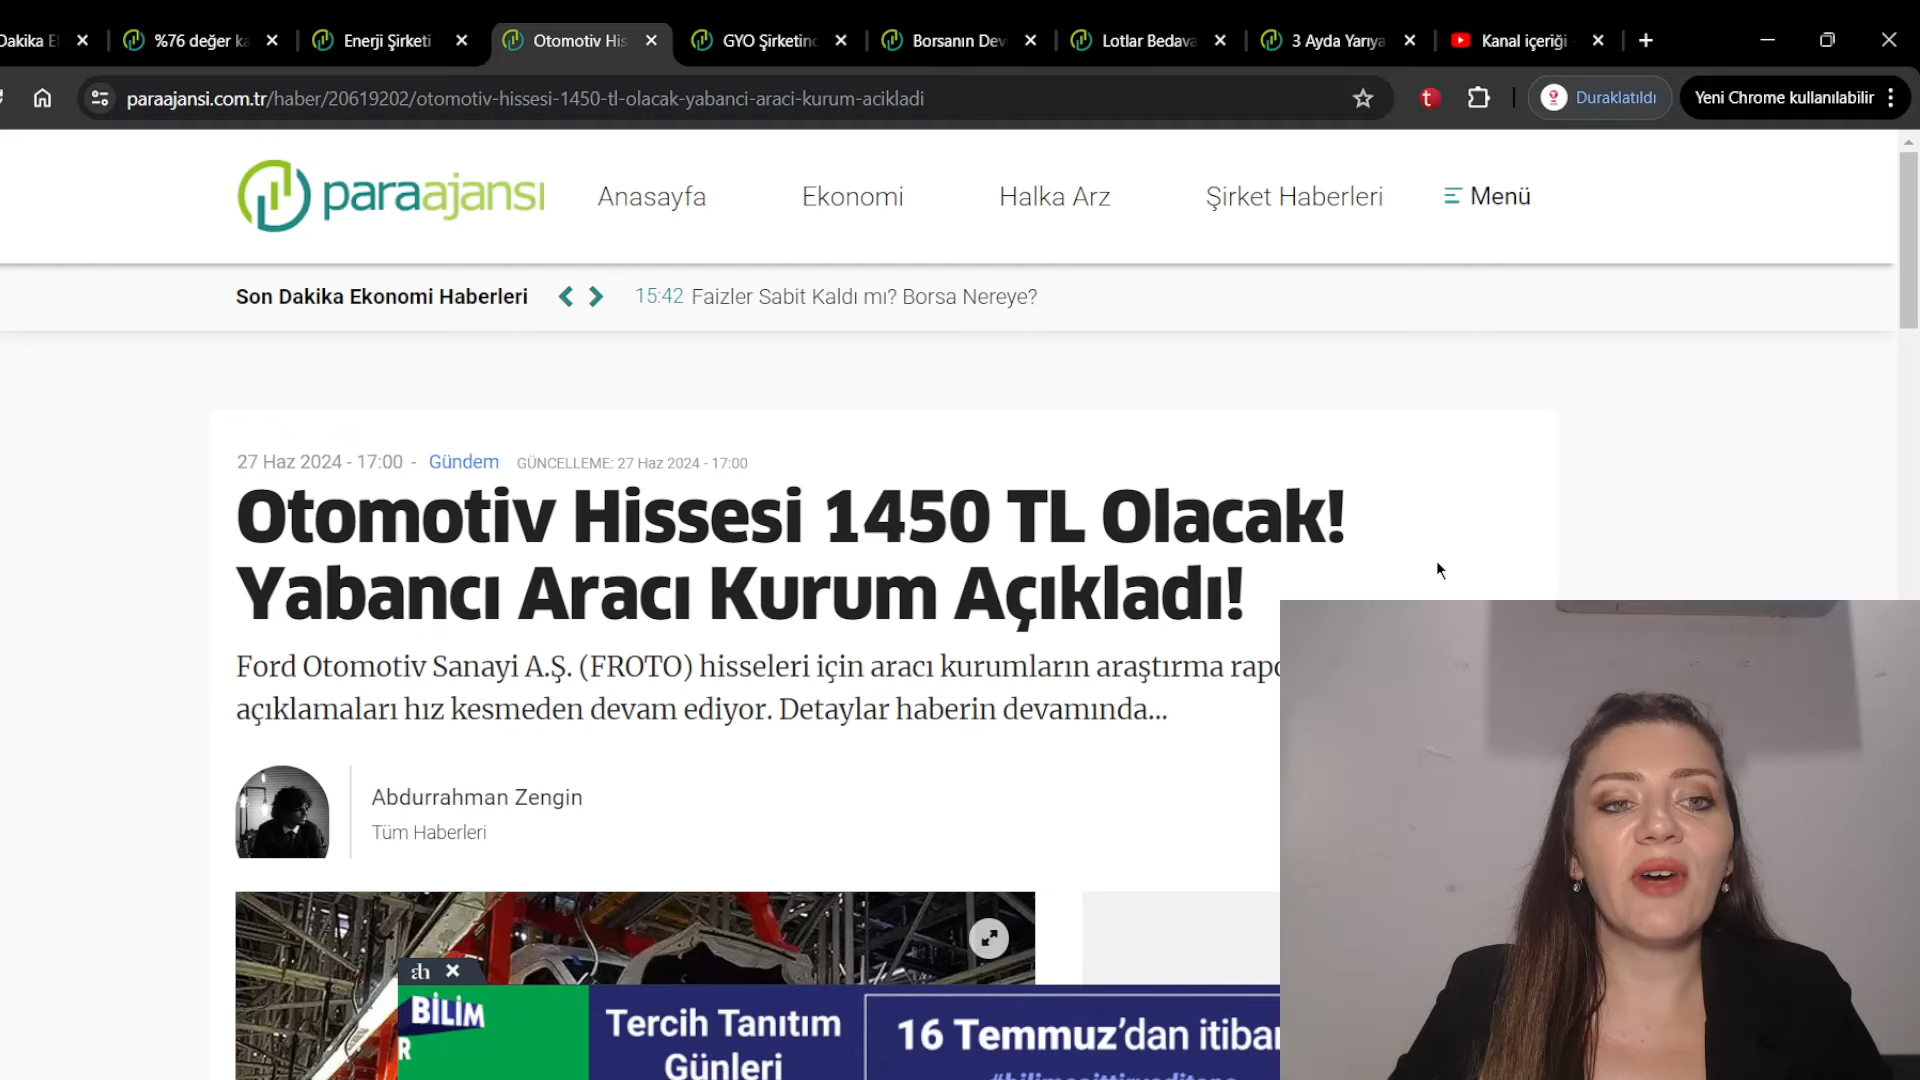 Dakika E
%76 değer ka
Enerji Şirketi
Otomotiv His
GYO Şirketinc
Borsanın Dev
Lotlar Bedava
3 Ayda Yarıya
Kanal içeriği
paraajansi.com.tr/haber/20619202/otomotiv-hissesi-1450-tl-olacak-yabanci-araci-kurum-acikladi
Duraklatıldı
Yeni Chrome kullanılabilir
paraajansı
Anasayfa
Ekonomi
Halka Arz
Şirket Haberleri
Menü
Son Dakika Ekonomi Haberleri
15:42 Faizler Sabit Kaldı mı? Borsa Nereye?
27 Haz 2024 - 17:00 - Gündem GÜNCELLEME: 27 Haz 2024 - 17:00
Otomotiv Hissesi 1450 TL Olacak!
Yabancı Aracı Kurum Açıkladı!
Ford Otomotiv Sanayi A.Ş. (FROTO) hisseleri için aracı kurumların araştırma rapo
açıklamaları hız kesmeden devam ediyor. Detaylar haberin devamında...
Abdurrahman Zengin
Tüm Haberleri
BİLİM
R
Tercih Tanıtım
Günleri
16 Temmuz'dan itibar